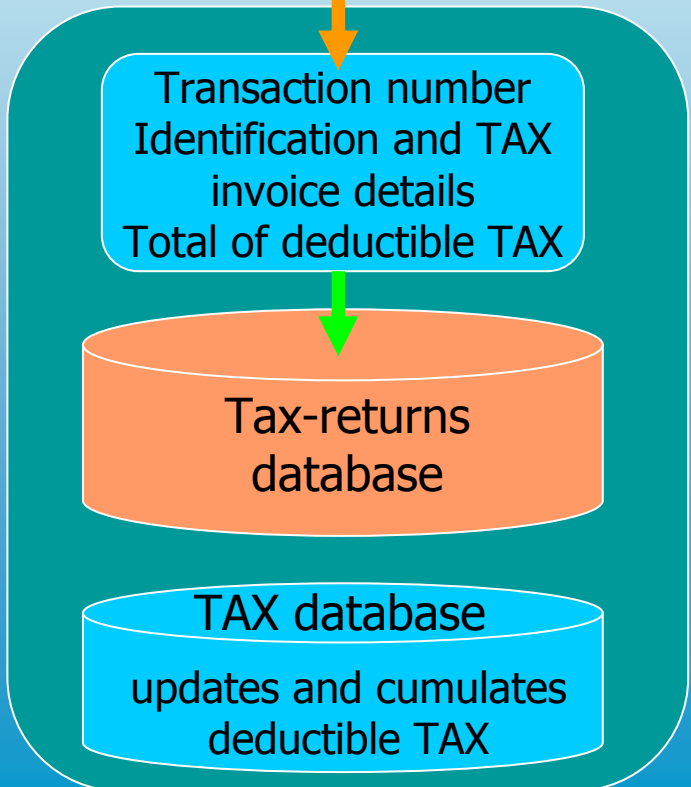 Transaction number
Identification and TAX
invoice details
Total of deductible TAX
Tax-returns
database
TAX database
updates and cumulates
deductible TAX